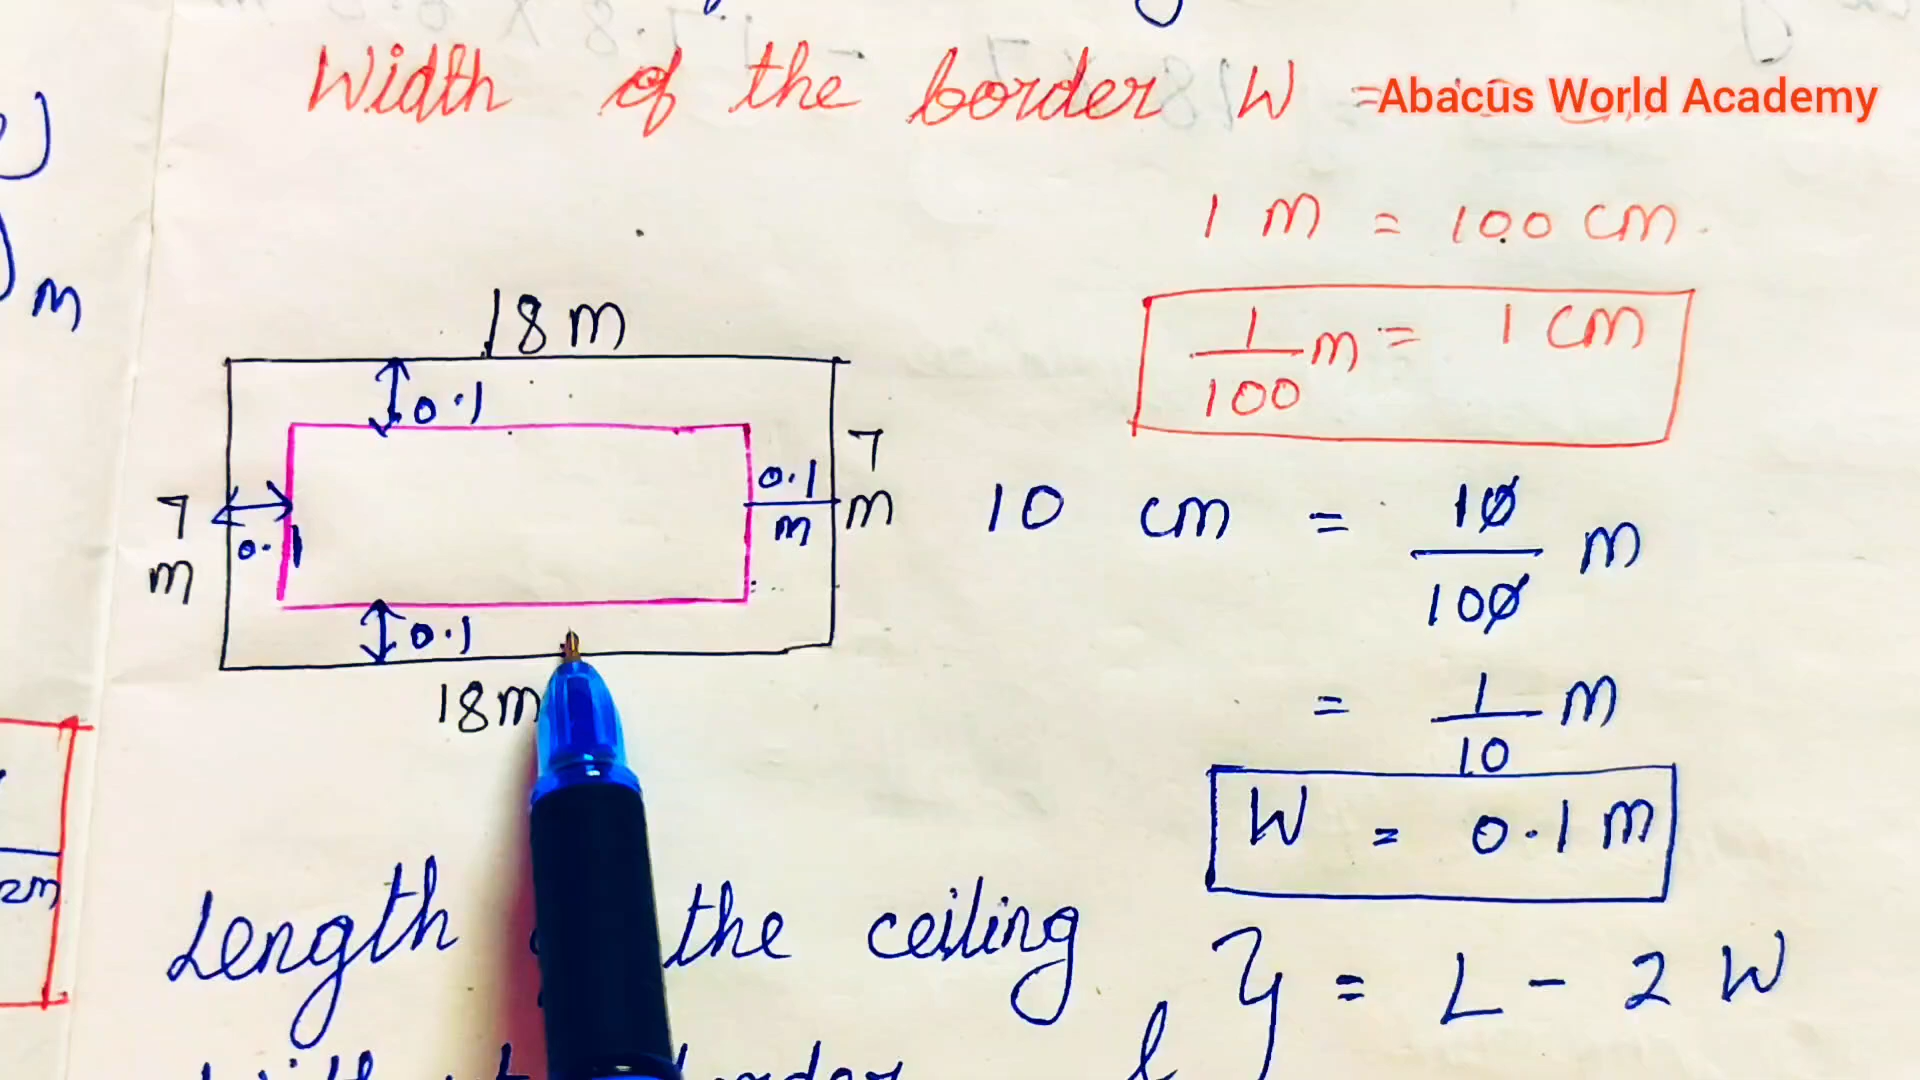 Width of the border W =
Abacus World Academy
1 m = 100 cm
1/100 m = 1 cm
18 m
0.1
7 m
0.1
0.1 m
7 m
0.1
18m
10 cm = 10/100 m
= 1/10 m
W = 0.1 m
2m
m
Length the ceiling
l = L - 2 W